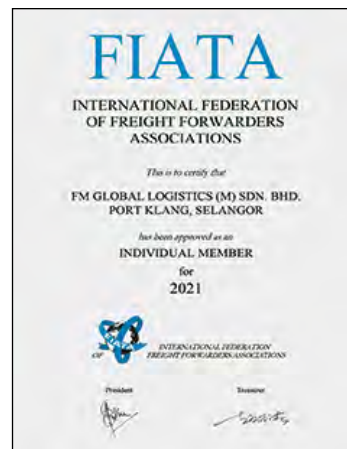 FIATA
INTERNATIONAL FEDERATION
OF FREIGHT FORWARDERS
ASSOCIATIONS
This is to certify that
FM GLOBAL LOGISTICS (M) SDN. BHD.
PORT KLANG, SELANGOR
has been approved as an
INDIVIDUAL MEMBER
for
2021
FIATA
INTERNATIONAL FEDERATION
OF FREIGHT FORWARDERS ASSOCIATIONS
President Treasurer